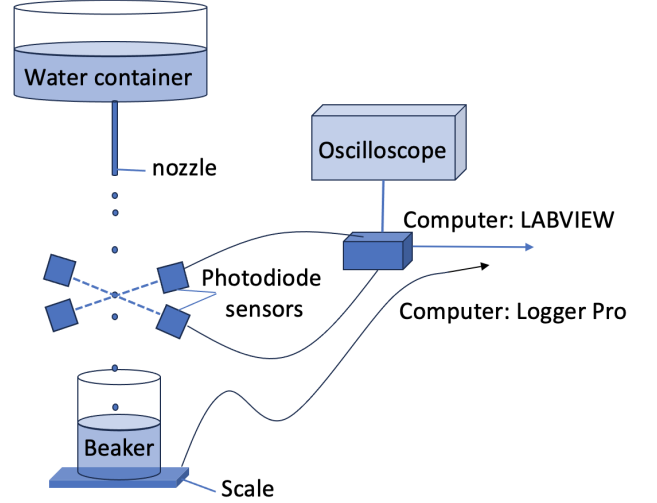 Water container
nozzle
Oscilloscope
Computer: LABVIEW
Photodiode
sensors
Computer: Logger Pro
Beaker
Scale